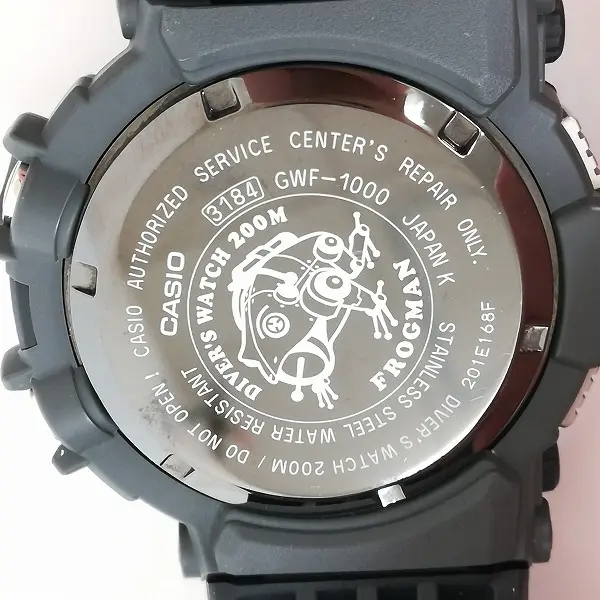 CASIO AUTHORIZED SERVICE CENTER'S REPAIR ONLY.
DIVER'S WATCH 200M / DO NOT OPEN!
201E168F
CASIO
3184 GWF-1000 JAPAN K
STAINLESS STEEL WATER RESISTANT
DIVER'S WATCH 200M
FROGMAN